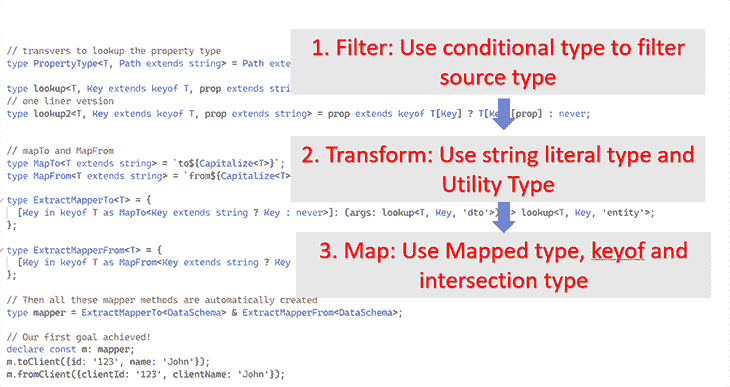 // transvers to lookup the property type
type PropertyType<T, Path extends string> = Path ext
type lookup<T, Key extends keyof T, prop extends stri
// one liner version
type lookup2<T, Key extends keyof T, prop extends string> = prop extends keyof T[Key] ? T[Ke [prop] : never;
// mapTo and MapFrom
type MapTo<T extends string> = `to${Capitalize<T>}`;
type MapFrom<T extends string> = `from${Capitalize<T>
type ExtractMapperTo<T> = {
[Key in keyof T as MapTo<Key extends string ? Key : never>]: (args: lookup<T, Key, 'dto'>) > lookup<T, Key, 'entity'>;
};
type ExtractMapperFrom<T> = {
[Key in keyof T as MapFrom<Key extends string ? Key
};
// Then all these mapper methods are automatically created
type mapper = ExtractMapperTo<DataSchema> & ExtractMapperFrom<DataSchema>;
// Our first goal achieved!
declare const m: mapper;
m.toClient({id: '123', name: 'John'});
m.fromClient({clientId: '123', clientName: 'John'});
1. Filter: Use conditional type to filter
source type
2. Transform: Use string literal type and
Utility Type
3. Map: Use Mapped type, keyof and
intersection type